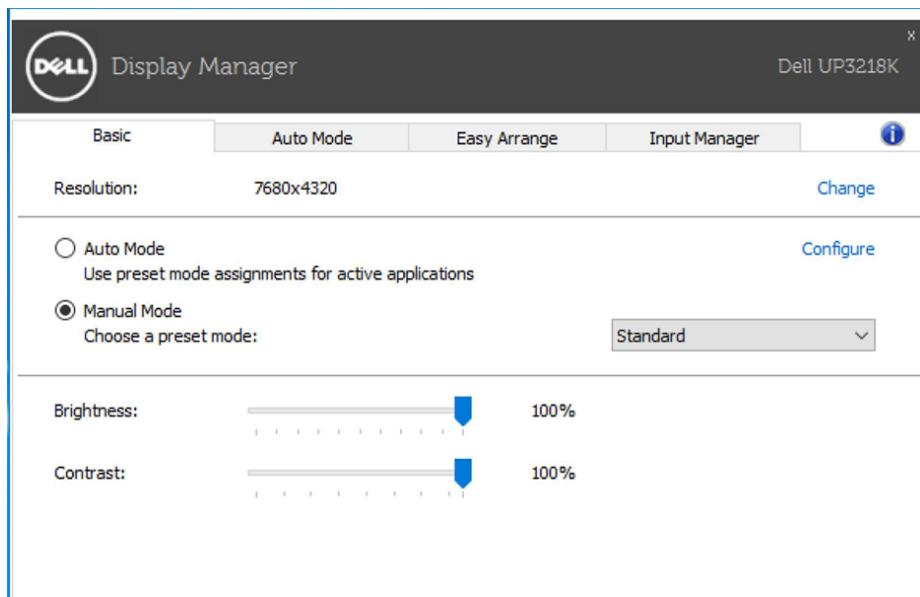 DELL Display Manager Dell UP3218K x
Basic Auto Mode Easy Arrange Input Manager i
Resolution: 7680x4320 Change
Auto Mode Configure
Use preset mode assignments for active applications
Manual Mode
Choose a preset mode: Standard
Brightness: 100%
Contrast: 100%